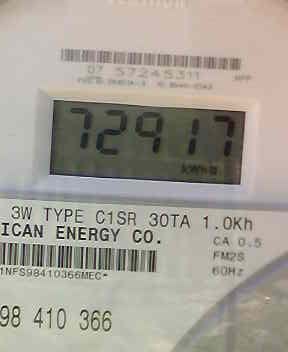 07 57245311 APP
72917
kWh
3W TYPE C1SR 30TA 1.0Kh
ICAN ENERGY CO.
CA 0.5
FM2S
60Hz
1NFS98410366MEC*
98 410 366